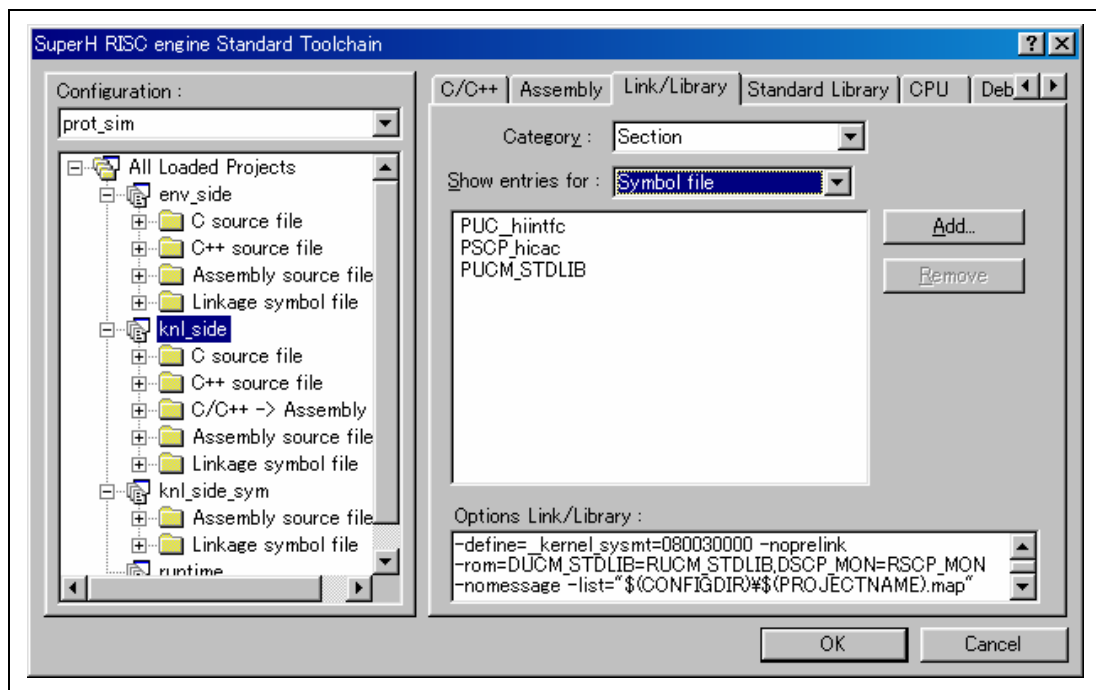 SuperH RISC engine Standard Toolchain
Configuration :
prot_sim
All Loaded Projects
env_side
C source file
C++ source file
Assembly source file
Linkage symbol file
knl_side
C source file
C++ source file
C/C++ -> Assembly
Assembly source file
Linkage symbol file
knl_side_sym
Assembly source file
Linkage symbol file
runtime
C/C++ Assembly Link/Library Standard Library CPU Deb
Category : Section
Show entries for : Symbol file
PUC__hiintfc
PSCP_hicac
PUCM_STDLIB
Add...
Remove
Options Link/Library :
-define=__kernel_sysmt=080030000 -noprelink
-rom=DUCM_STDLIB=RUCM_STDLIB,DSCP_MON=RSCP_MON
-nomessage -list="$(CONFIGDIR)¥$(PROJECTNAME).map"
OK Cancel